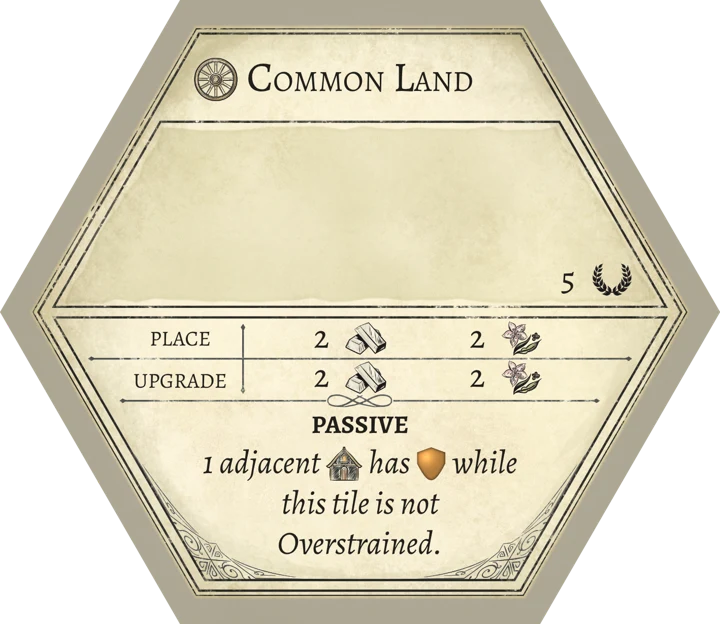 Common Land
5
PLACE 2 2
UPGRADE 2 2
PASSIVE
1 adjacent has while
this tile is not
Overstrained.